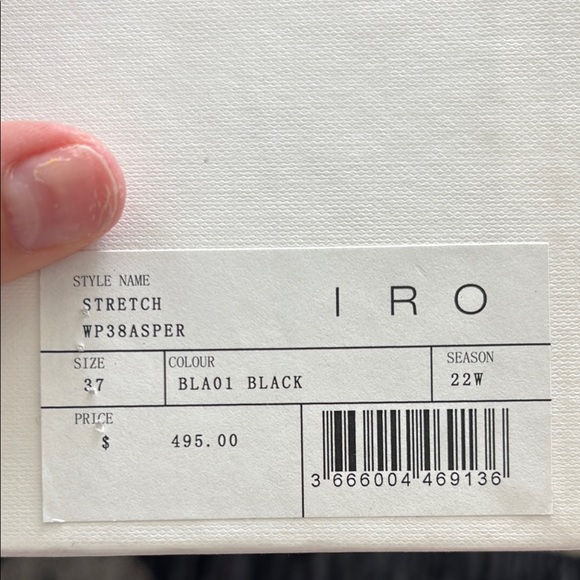 STYLE NAME
STRETCH
WP38ASPER
I R O
SIZE
37
COLOUR
BLA01 BLACK
SEASON
22W
PRICE
$ 495.00
3 666004 469136